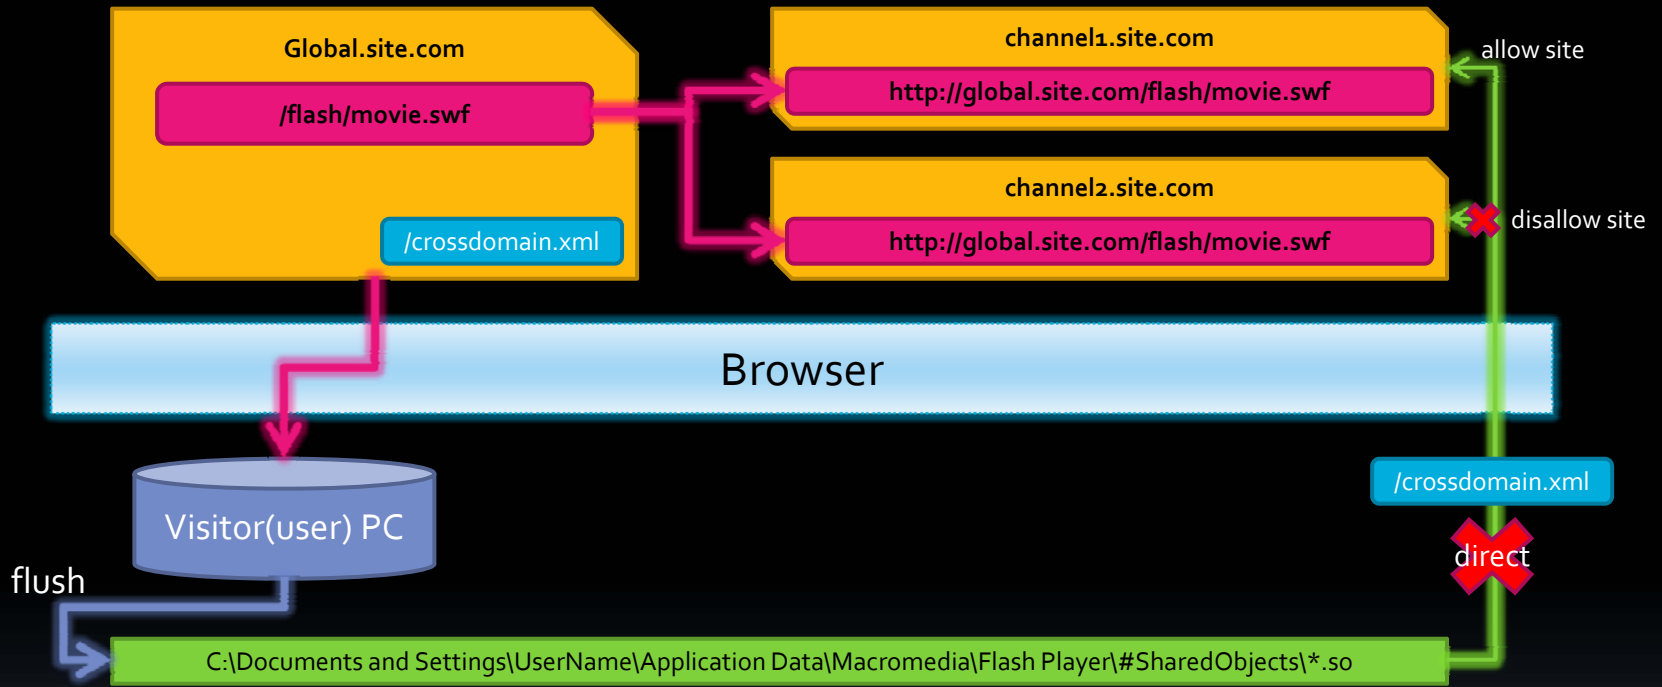 Global.site.com
/flash/movie.swf
/crossdomain.xml
channel1.site.com
http://global.site.com/flash/movie.swf
allow site
channel2.site.com
http://global.site.com/flash/movie.swf
disallow site
Browser
Visitor(user) PC
/crossdomain.xml
direct
flush
C:\Documents and Settings\UserName\Application Data\Macromedia\Flash Player\#SharedObjects\*.so